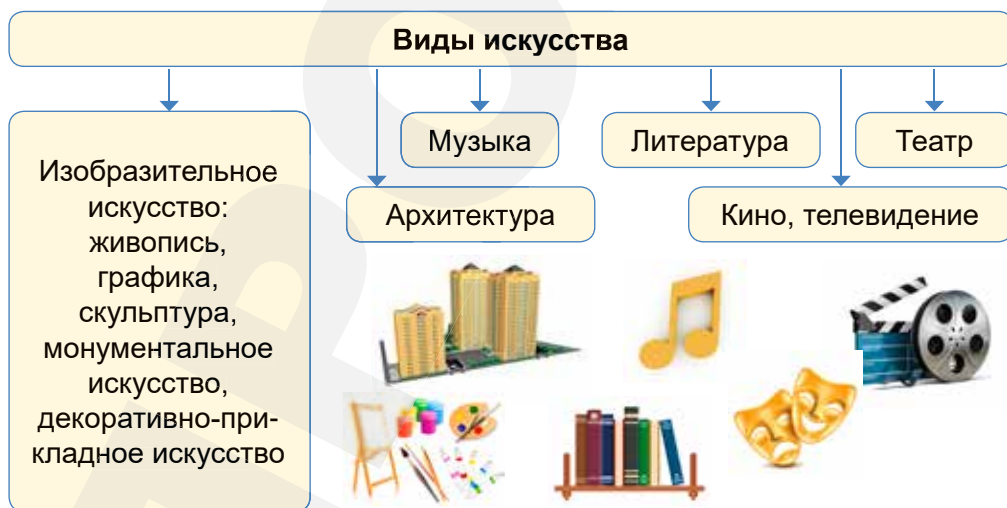 Виды искусства
Изобразительное
искусство:
живопись,
графика,
скульптура,
монументальное
искусство,
декоративно-при-
кладное искусство
Музыка
Литература
Театр
Архитектура
Кино, телевидение